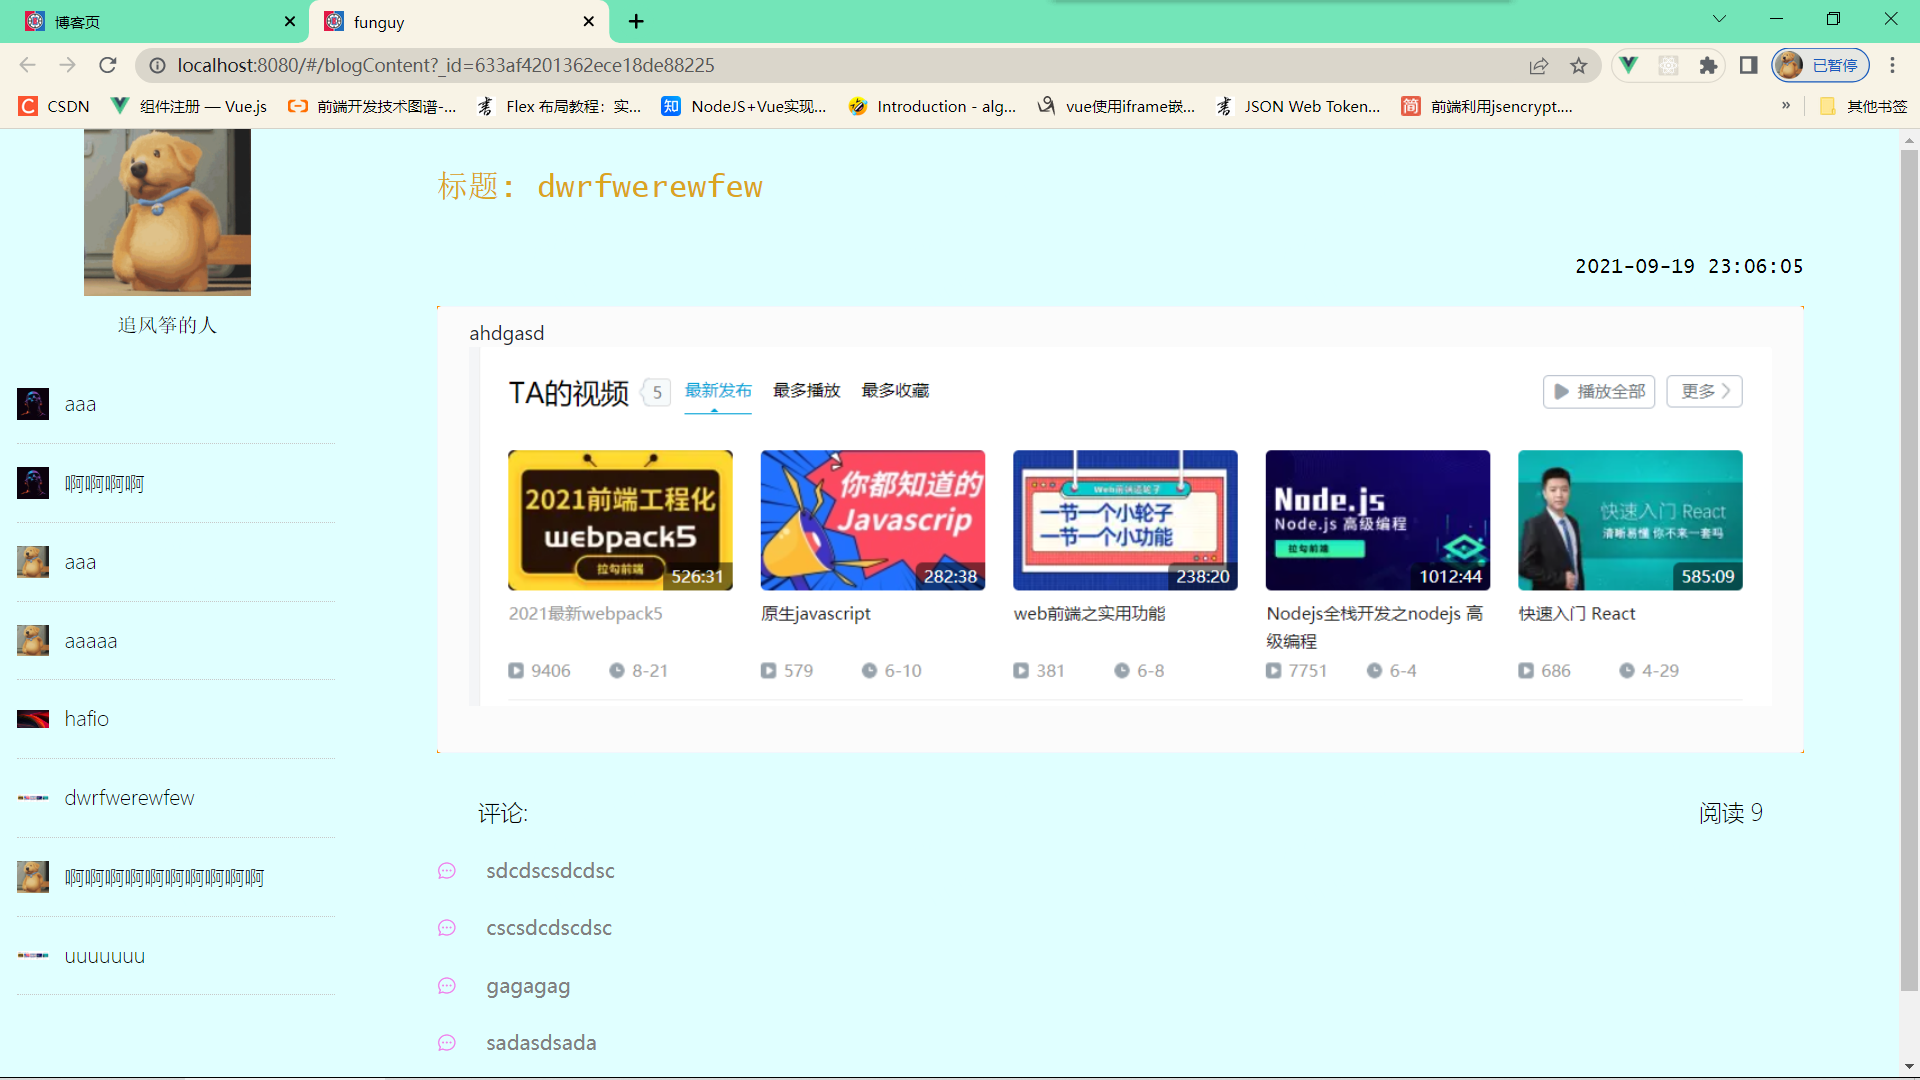 博客页
funguy
localhost:8080/#/blogContent?_id=633af4201362ece18de88225
已暂停
CSDN
组件注册 — Vue.js
前端开发技术图谱-...
Flex 布局教程：实...
知
NodeJS+Vue实现...
Introduction - alg...
vue使用iframe嵌...
JSON Web Token...
简
前端利用jsencrypt....
»
其他书签
追风筝的人
aaa
啊啊啊啊
aaa
aaaaa
hafio
dwrfwerewfew
啊啊啊啊啊啊啊啊啊啊
uuuuuuu
标题: dwrfwerewfew
2021-09-19 23:06:05
ahdgasd
TA的视频 5 最新发布 最多播放 最多收藏 播放全部 更多
2021前端工程化
webpack5
拉勾前端
526:31
2021最新webpack5
9406 8-21
你都知道的
Javascrip
282:38
原生javascript
579 6-10
Web前端造轮子
一节一个小轮子
一节一个小功能
238:20
web前端之实用功能
381 6-8
Node.js
Node.js 高级编程
拉勾前端
1012:44
Nodejs全栈开发之nodejs 高
级编程
7751 6-4
快速入门 React
清晰易懂 你不来一套吗
585:09
快速入门 React
686 4-29
评论:
阅读 9
sdcdscsdcdsc
cscsdcdscdsc
gagagag
sadasdsada